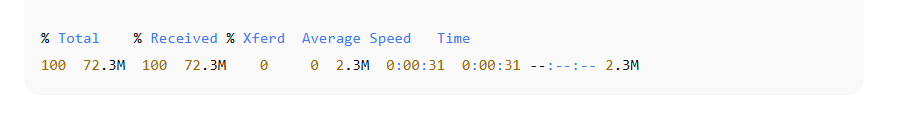 % Total    % Received % Xferd  Average Speed   Time
100  72.3M  100  72.3M    0     0  2.3M  0:00:31  0:00:31 --:--:-- 2.3M